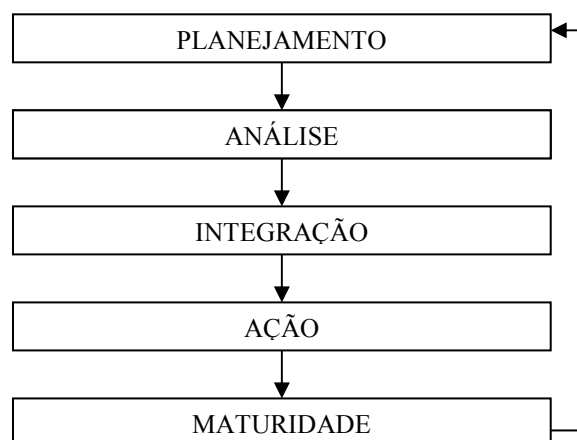 PLANEJAMENTO
ANÁLISE
INTEGRAÇÃO
AÇÃO
MATURIDADE